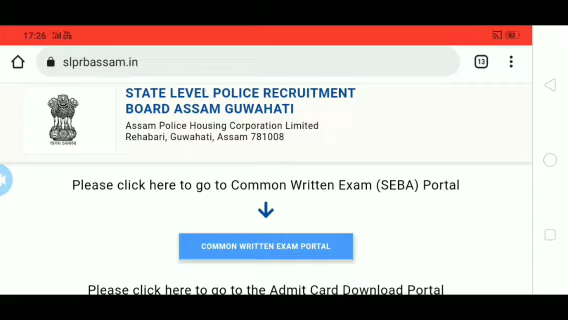 17:26
slprbassam.in
13
STATE LEVEL POLICE RECRUITMENT
BOARD ASSAM GUWAHATI
Assam Police Housing Corporation Limited
Rehabari, Guwahati, Assam 781008
Please click here to go to Common Written Exam (SEBA) Portal
COMMON WRITTEN EXAM PORTAL
Please click here to go to the Admit Card Download Portal